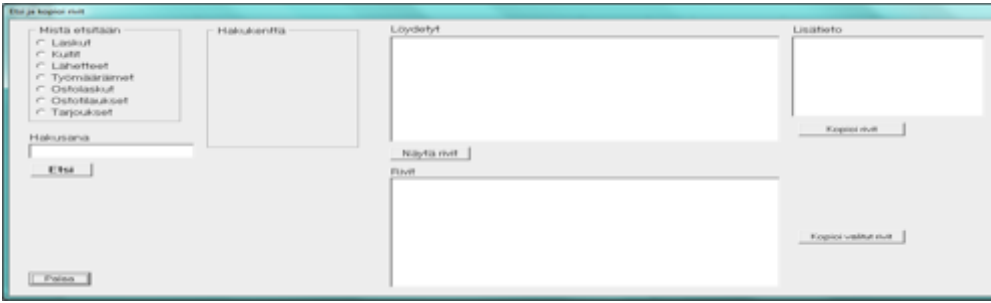 Etsi ja kopioi rivit
Mistä etsitään
Laskut
Kuitit
Lähetteet
Työmääräimet
Ostolaskut
Ostotilaukset
Tarjoukset
Hakusana
Etsi
Palaa
Hakukenttä
Löydetyt
Näytä rivit
Rivit
Lisätieto
Kopioi rivit
Kopioi valitut rivit